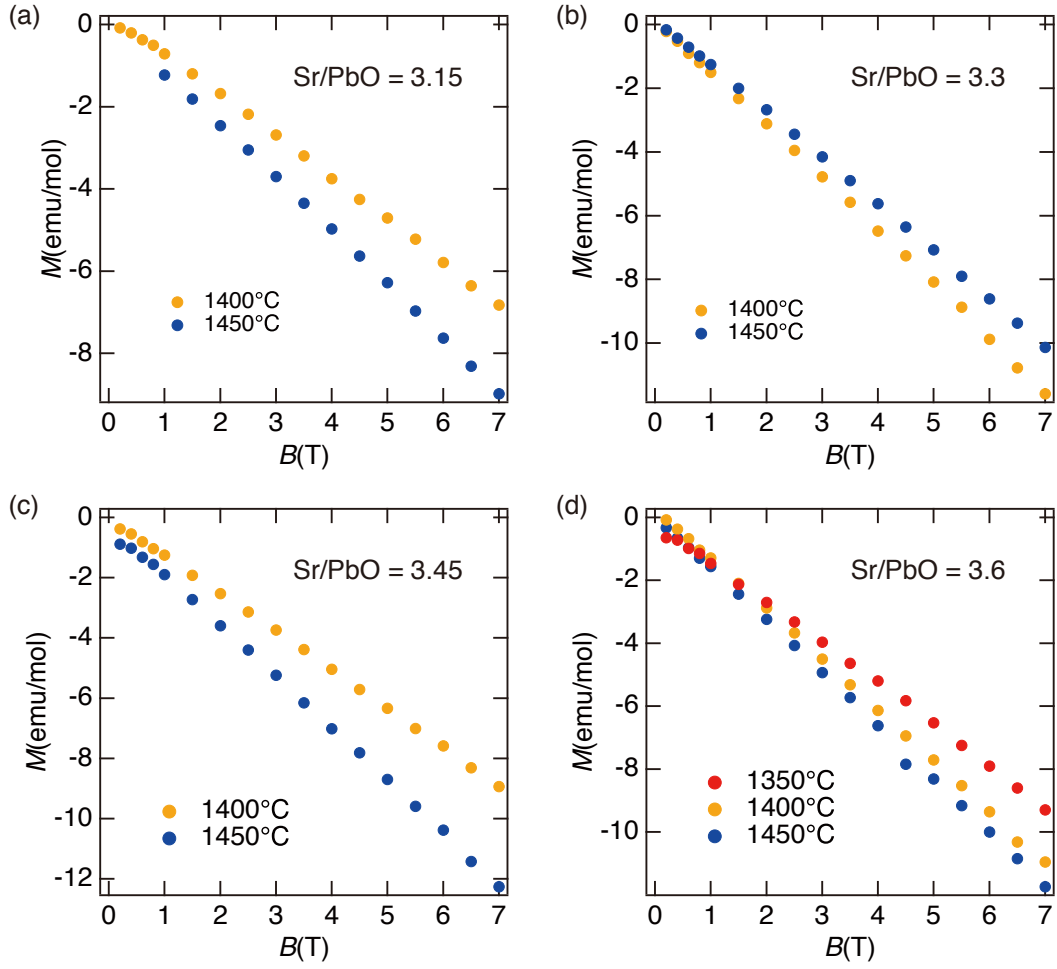 (a)
0
-2
-4
-6
-8
M(emu/mol)
Sr/PbO = 3.15
1400°C
1450°C
0 1 2 3 4 5 6 7
B(T)
(b)
0
-2
-4
-6
-8
-10
M(emu/mol)
Sr/PbO = 3.3
1400°C
1450°C
0 1 2 3 4 5 6 7
B(T)
(c)
0
-2
-4
-6
-8
-10
-12
M(emu/mol)
Sr/PbO = 3.45
1400°C
1450°C
0 1 2 3 4 5 6 7
B(T)
(d)
0
-2
-4
-6
-8
-10
M(emu/mol)
Sr/PbO = 3.6
1350°C
1400°C
1450°C
0 1 2 3 4 5 6 7
B(T)